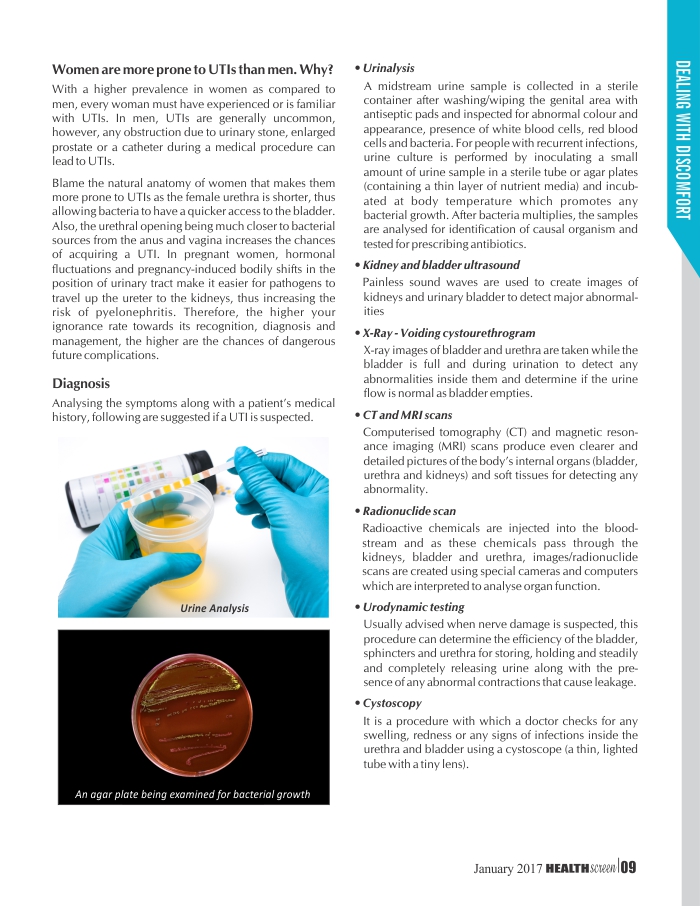 Women are more prone to UTIs than men. Why?
With a higher prevalence in women as compared to
men, every woman must have experienced or is familiar
with UTIs. In men, UTIs are generally uncommon,
however, any obstruction due to urinary stone, enlarged
prostate or a catheter during a medical procedure can
lead to UTIs.
Blame the natural anatomy of women that makes them
more prone to UTIs as the female urethra is shorter, thus
allowing bacteria to have a quicker access to the bladder.
Also, the urethral opening being much closer to bacterial
sources from the anus and vagina increases the chances
of acquiring a UTI. In pregnant women, hormonal
fluctuations and pregnancy-induced bodily shifts in the
position of urinary tract make it easier for pathogens to
travel up the ureter to the kidneys, thus increasing the
risk of pyelonephritis. Therefore, the higher your
ignorance rate towards its recognition, diagnosis and
management, the higher are the chances of dangerous
future complications.
Diagnosis
Analysing the symptoms along with a patient's medical
history, following are suggested if a UTI is suspected.
Urine Analysis
An agar plate being examined for bacterial growth
• Urinalysis
A midstream urine sample is collected in a sterile
container after washing/wiping the genital area with
antiseptic pads and inspected for abnormal colour and
appearance, presence of white blood cells, red blood
cells and bacteria. For people with recurrent infections,
urine culture is performed by inoculating a small
amount of urine sample in a sterile tube or agar plates
(containing a thin layer of nutrient media) and incub-
ated at body temperature which promotes any
bacterial growth. After bacteria multiplies, the samples
are analysed for identification of causal organism and
tested for prescribing antibiotics.
• Kidney and bladder ultrasound
Painless sound waves are used to create images of
kidneys and urinary bladder to detect major abnormal-
ities
• X-Ray - Voiding cystourethrogram
X-ray images of bladder and urethra are taken while the
bladder is full and during urination to detect any
abnormalities inside them and determine if the urine
flow is normal as bladder empties.
• CT and MRI scans
Computerised tomography (CT) and magnetic reson-
ance imaging (MRI) scans produce even clearer and
detailed pictures of the body's internal organs (bladder,
urethra and kidneys) and soft tissues for detecting any
abnormality.
• Radionuclide scan
Radioactive chemicals are injected into the blood-
stream and as these chemicals pass through the
kidneys, bladder and urethra, images/radionuclide
scans are created using special cameras and computers
which are interpreted to analyse organ function.
• Urodynamic testing
Usually advised when nerve damage is suspected, this
procedure can determine the efficiency of the bladder,
sphincters and urethra for storing, holding and steadily
and completely releasing urine along with the pre-
sence of any abnormal contractions that cause leakage.
• Cystoscopy
It is a procedure with which a doctor checks for any
swelling, redness or any signs of infections inside the
urethra and bladder using a cystoscope (a thin, lighted
tube with a tiny lens).
DEALING WITH DISCOMFORT
January 2017 HEALTHscreen 09